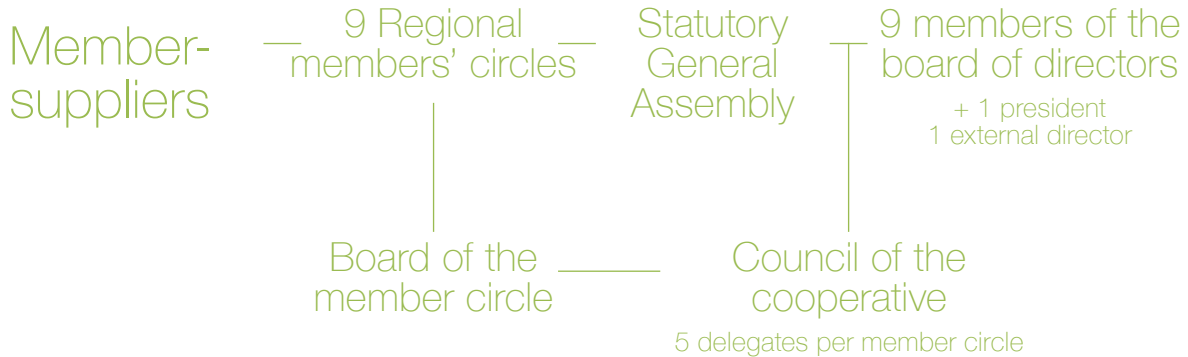 Member-
suppliers
9 Regional
members’ circles
Statutory
General
Assembly
9 members of the
board of directors
+ 1 president
1 external director
Board of the
member circle
Council of the
cooperative
5 delegates per member circle